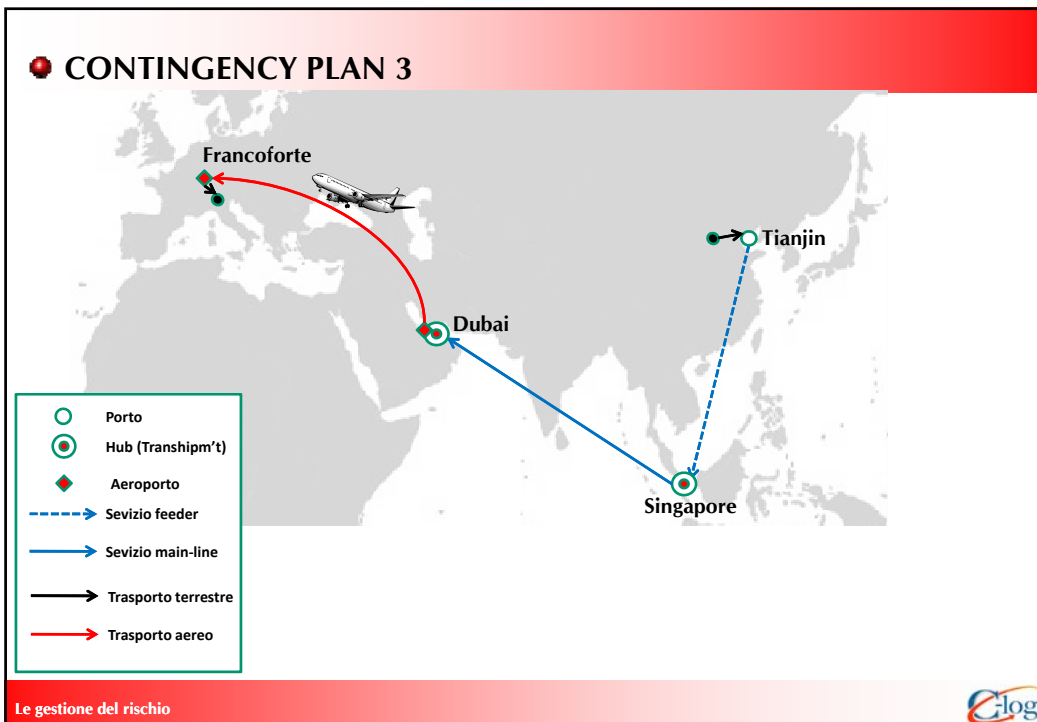 CONTINGENCY PLAN 3
Francoforte
Tianjin
Dubai
Singapore
Porto
Hub (Transhipm't)
Aeroporto
Sevizio feeder
Sevizio main-line
Trasporto terrestre
Trasporto aereo
Le gestione del rischio
C-log